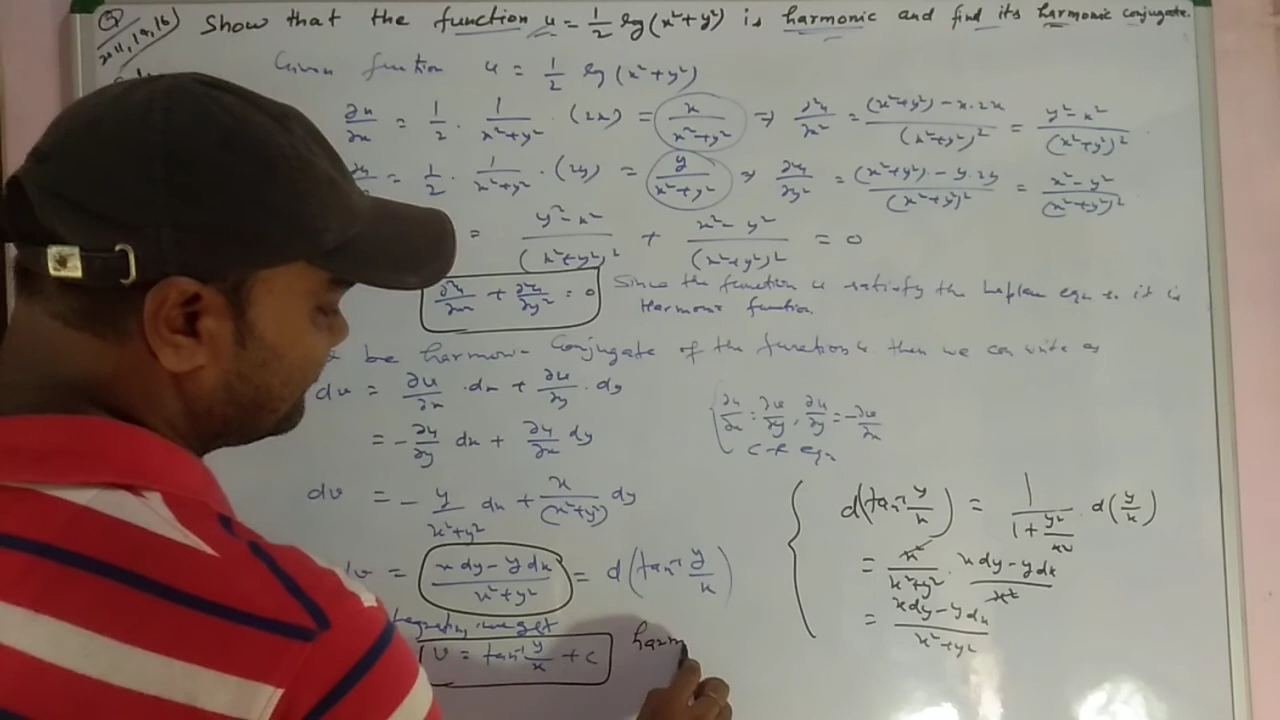 Q 2011, 14, 16 Show that the function u = 1/2 log(x²+y²) is harmonic and find its harmonic conjugate.
Given function u = 1/2 log(x²+y²)
∂u/∂x = 1/2 · 1/(x²+y²) · (2x) = x/(x²+y²) ⇒ ∂²u/∂x² = ((x²+y²) - x·2x)/(x²+y²)² = (y²-x²)/(x²+y²)²
= 1/2 · 1/(x²+y²) · (2y) = y/(x²+y²) ⇒ ∂²u/∂y² = ((x²+y²) - y·2y)/(x²+y²)² = (x²-y²)/(x²+y²)²
= (y²-x²)/(x²+y²)² + (x²-y²)/(x²+y²)² = 0
∂²u/∂x² + ∂²u/∂y² = 0 Since the function u satisfy the Laplace eqn so it is
Harmonic function.
be harmonic Conjugate of the function u then we can write as
dv = ∂v/∂x · dx + ∂v/∂y · dy
{ ∂u/∂x = ∂v/∂y, ∂u/∂y = -∂v/∂x
= -∂u/∂y dx + ∂u/∂x dy
C-R eqn
dv = - y/(x²+y²) dx + x/(x²+y²) dy
dv = (x dy - y dx)/(x²+y²) = d(tan⁻¹ y/x)
we get
V = tan⁻¹ y/x + c harm
{ d(tan⁻¹ y/x) = 1/(1 + y²/x²) · d(y/x)
= x²/(x²+y²) · (x dy - y dx)/x²
= (x dy - y dx)/(x²+y²)